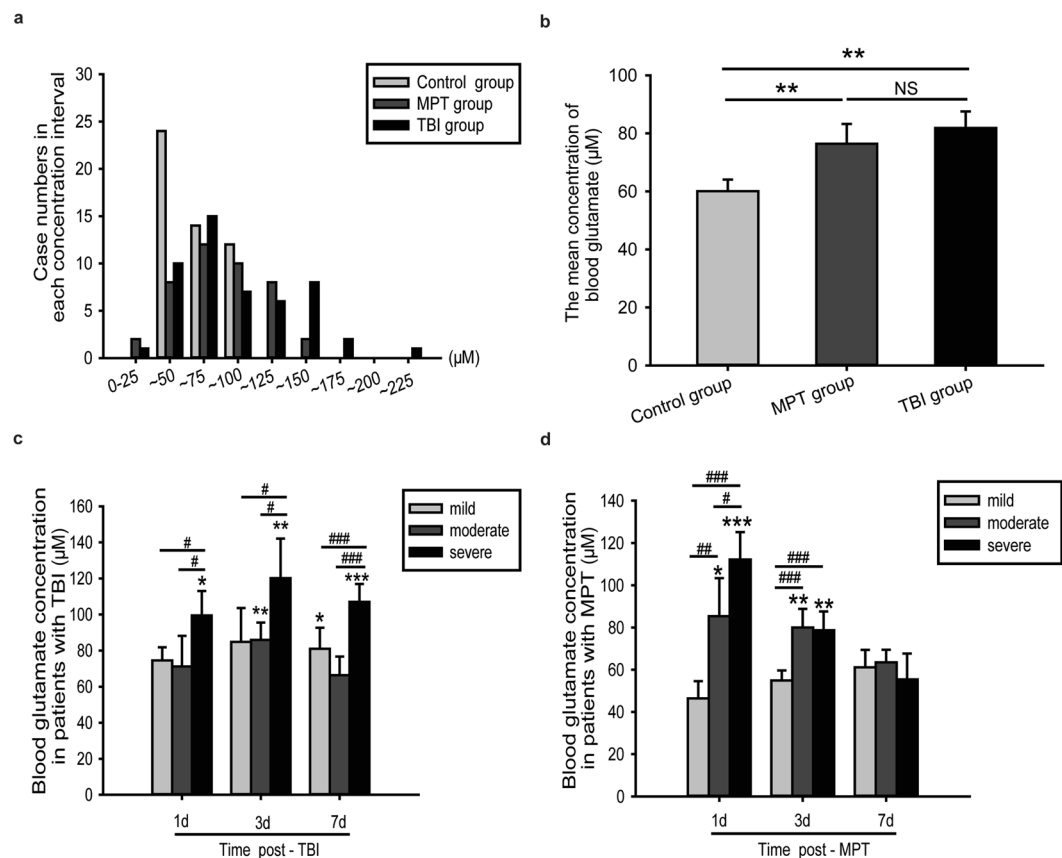 a
30
25
20
15
10
5
0
Case numbers in
each concentration interval
Control group
MPT group
TBI group
0-25
~50
~75
~100
~125
~150
~175
~200
~225
(μM)
b
100
80
60
40
20
0
The mean concentration of
blood glutamate (μM)
**
**
NS
Control group
MPT group
TBI group
c
160
140
120
100
80
60
40
20
0
Blood glutamate concentration
in patients with TBI (μM)
mild
moderate
severe
#
#
*
#
#
**
**
###
###
***
*
1d
3d
7d
Time post - TBI
d
140
120
100
80
60
40
20
0
Blood glutamate concentration
in patients with MPT (μM)
mild
moderate
severe
###
#
***
##
*
###
###
**
**
1d
3d
7d
Time post - MPT